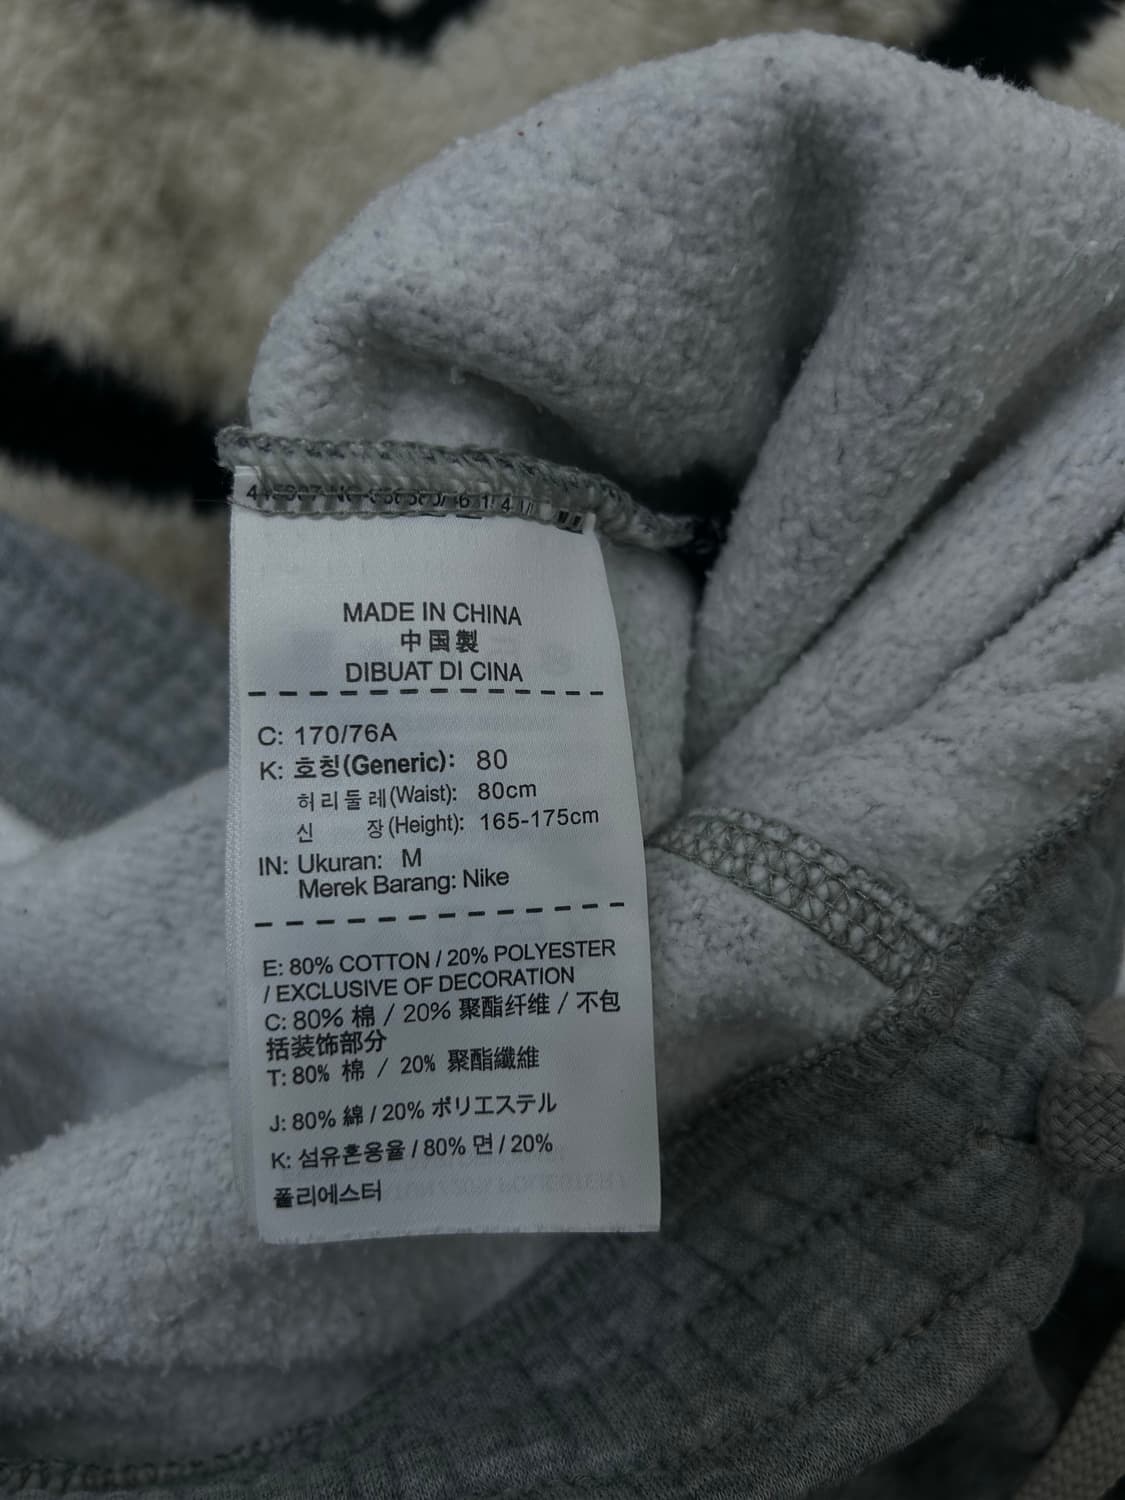 MADE IN CHINA
中国製
DIBUAT DI CINA
C: 170/76A
K: 호칭(Generic): 80
허리둘레(Waist): 80cm
신 장(Height): 165-175cm
IN: Ukuran: M
Merek Barang: Nike
E: 80% COTTON / 20% POLYESTER
/ EXCLUSIVE OF DECORATION
C: 80% 棉 / 20% 聚酯纤维 / 不包
括装饰部分
T: 80% 棉 / 20% 聚酯纖維
J: 80% 綿 / 20% ポリエステル
K: 섬유혼용율 / 80% 면 / 20%
폴리에스터